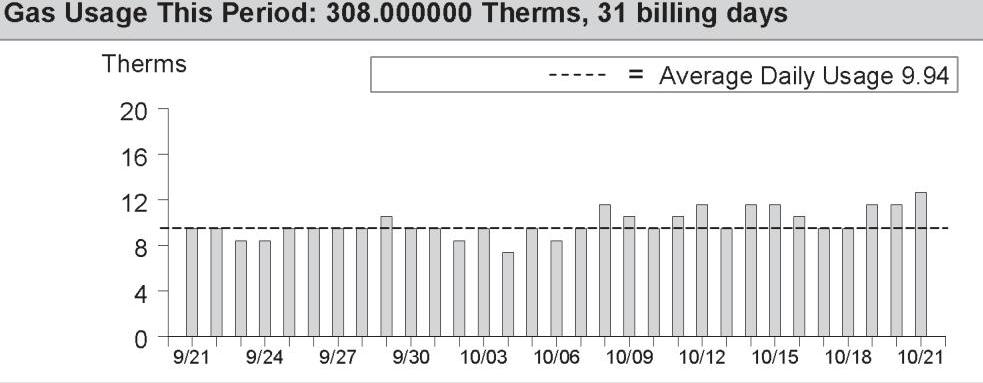 Gas Usage This Period: 308.000000 Therms, 31 billing days
Therms
----- = Average Daily Usage 9.94
20
16
12
8
4
0
9/21 9/24 9/27 9/30 10/03 10/06 10/09 10/12 10/15 10/18 10/21